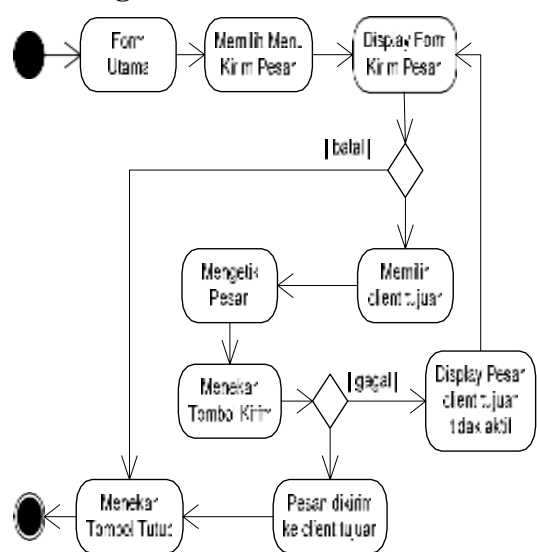 Form
Utama
Memilih Menu
Kirim Pesan
Display Form
Kirim Pesan
[batal]
Mengetik
Pesan
Memilih
client tujuan
Menekan
Tombol Kirim
[gagal]
Display Pesan
client tujuan
tidak aktif
Menekan
Tombol Tutup
Pesan dikirim
ke client tujuan